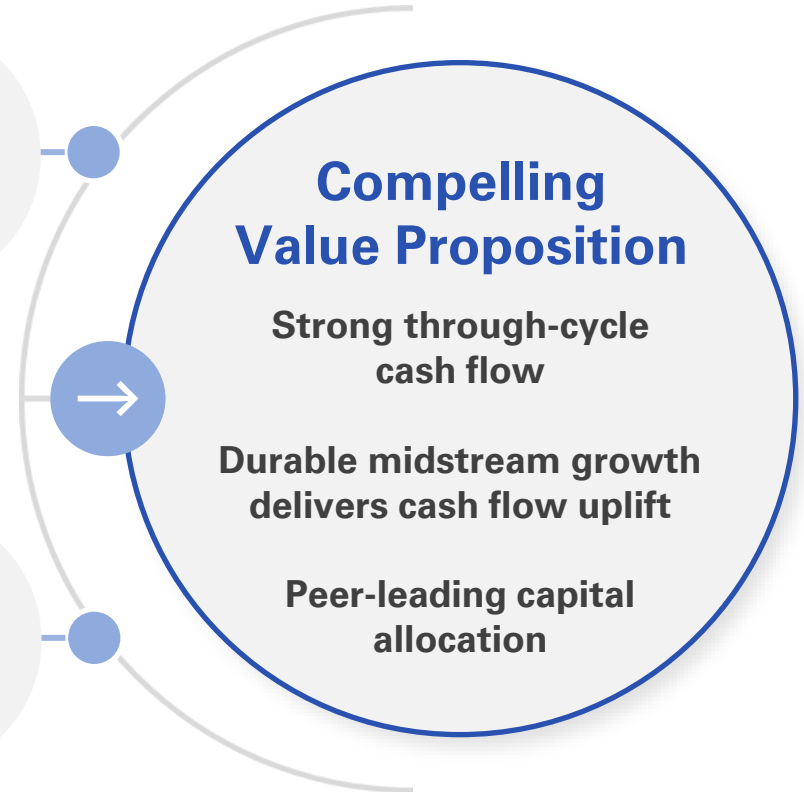 Compelling
Value Proposition
Strong through-cycle
cash flow
Durable midstream growth
delivers cash flow uplift
Peer-leading capital
allocation